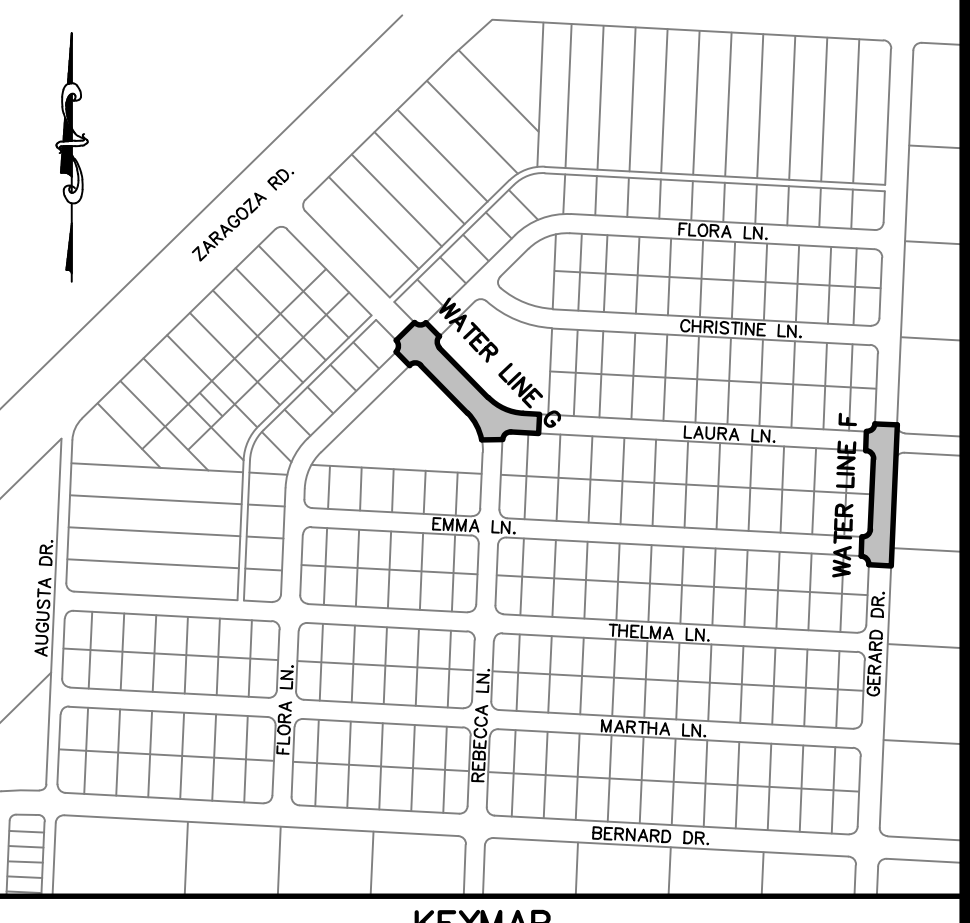 ZARAGOZA RD.
FLORA LN.
WATER LINE G
CHRISTINE LN.
LAURA LN.
WATER LINE F
EMMA LN.
AUGUSTA DR.
THELMA LN.
GERARD DR.
FLORA LN.
REBECCA LN.
MARTHA LN.
BERNARD DR.
KEYMAP